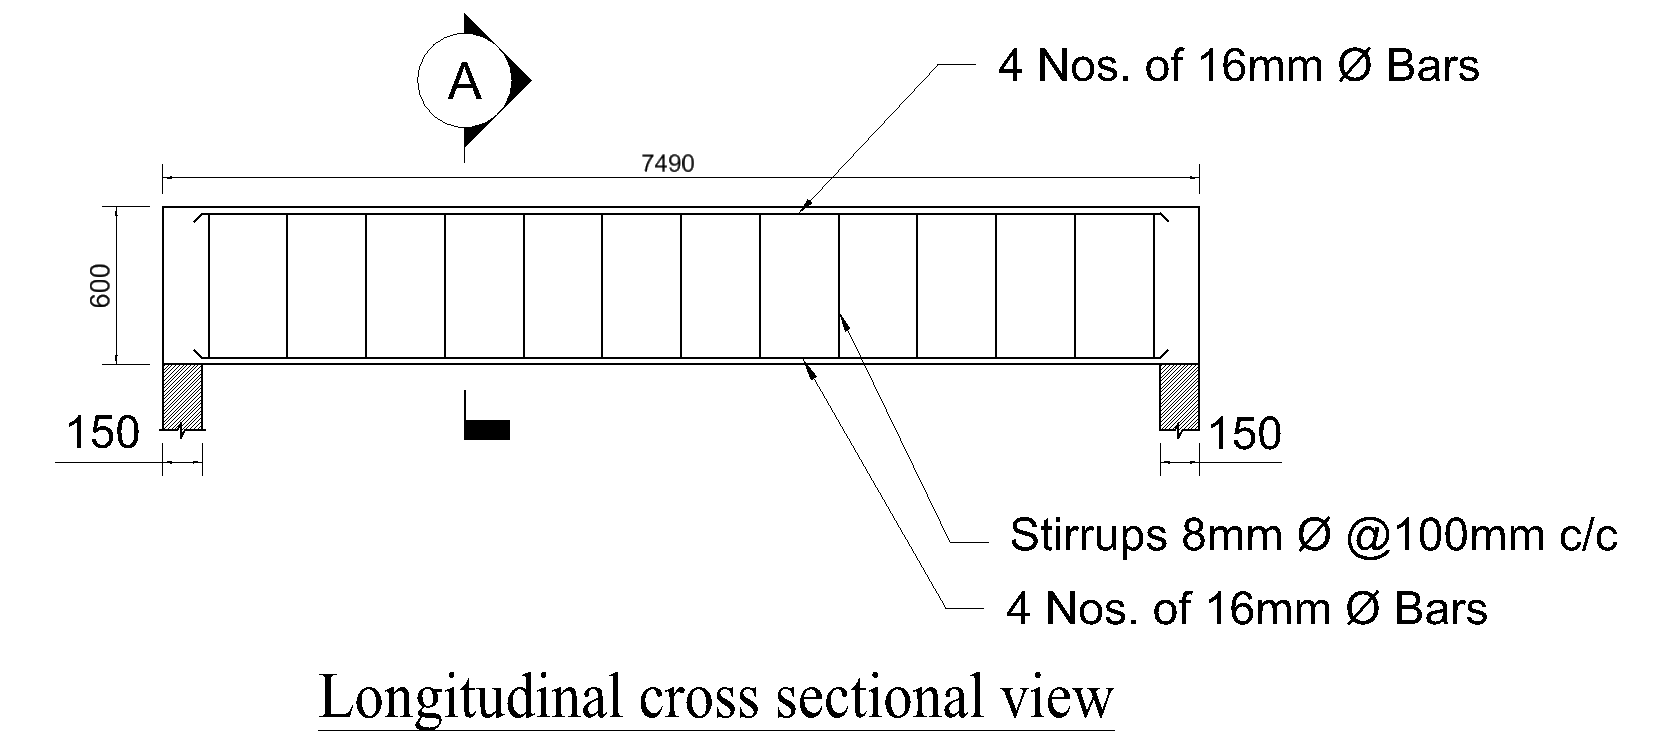 A
4 Nos. of 16mm Ø Bars
7490
600
150
150
Stirrups 8mm Ø @100mm c/c
4 Nos. of 16mm Ø Bars
Longitudinal cross sectional view